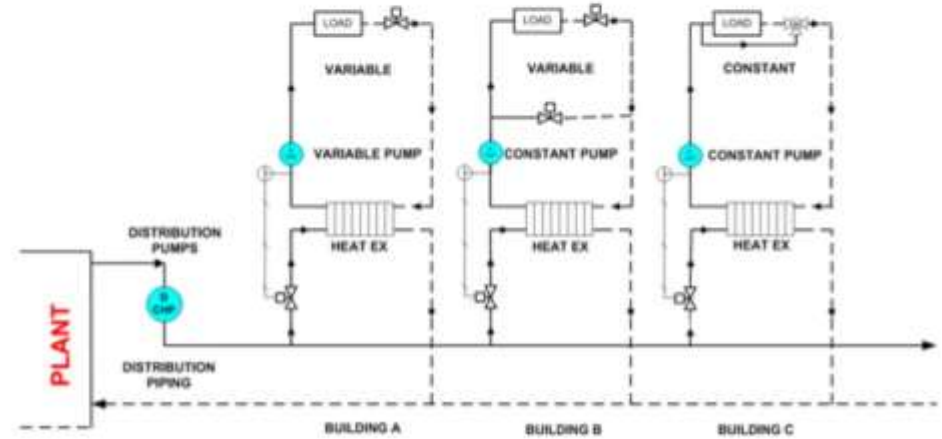 LOAD
LOAD
LOAD
VARIABLE
VARIABLE
CONSTANT
VARIABLE PUMP
CONSTANT PUMP
CONSTANT PUMP
DISTRIBUTION
PUMPS
HEAT EX
HEAT EX
HEAT EX
PLANT
CHP
DISTRIBUTION
PIPING
BUILDING A
BUILDING B
BUILDING C